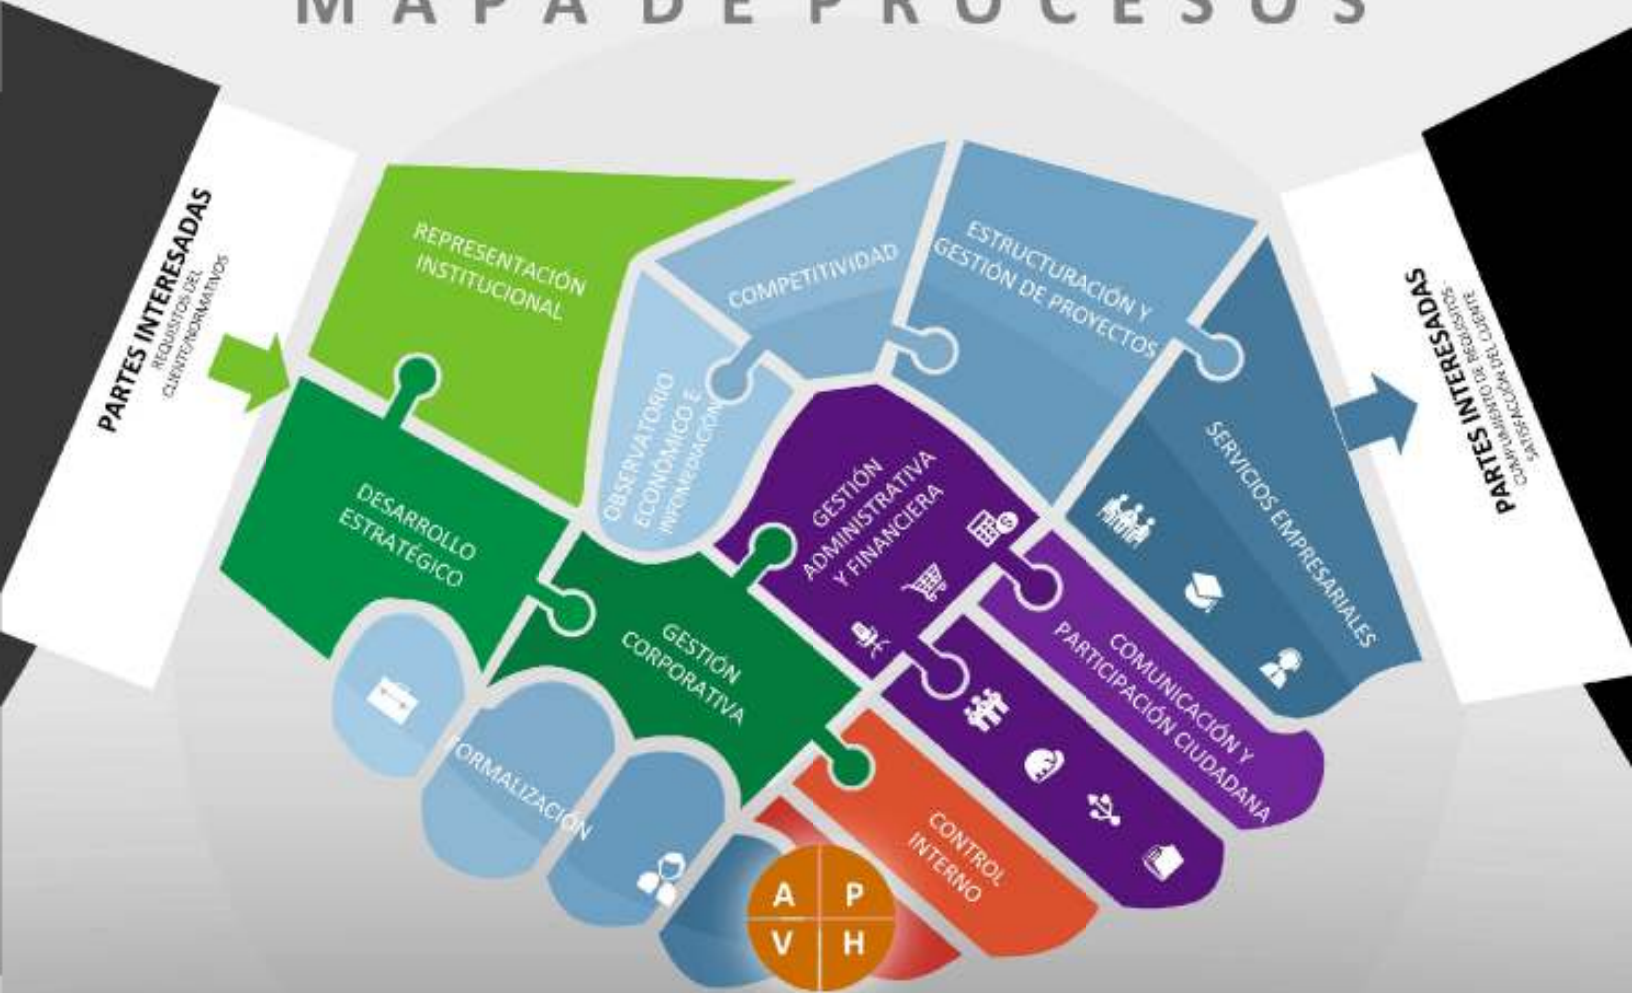 MAPA DE PROCESOS
PARTES INTERESADAS
REQUISITOS DEL
CLIENTE/NORMATIVOS
REPRESENTACIÓN
INSTITUCIONAL
COMPETITIVIDAD
ESTRUCTURACIÓN Y
GESTIÓN DE PROYECTOS
OBSERVATORIO
ECONÓMICO E
INFOMEDIACIÓN
SERVICIOS EMPRESARIALES
PARTES INTERESADAS
CUMPLIMIENTO DE REQUISITOS-
SATISFACCIÓN DEL CLIENTE
DESARROLLO
ESTRATÉGICO
GESTIÓN
ADMINISTRATIVA
Y FINANCIERA
GESTIÓN
CORPORATIVA
COMUNICACIÓN Y
PARTICIPACIÓN CIUDADANA
FORMALIZACIÓN
CONTROL
INTERNO
A P
V H